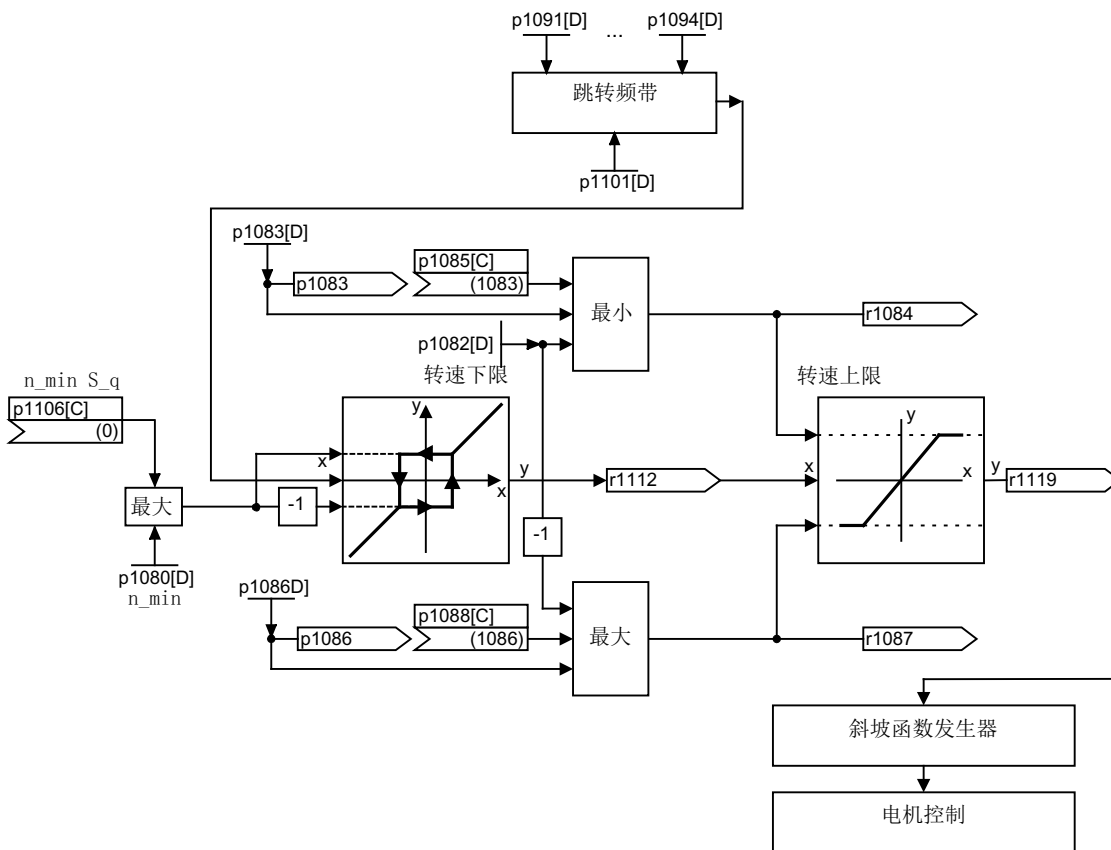 p1091[D] ... p1094[D]
跳转频带
p1101[D]
p1083[D]
p1085[C]
p1083
(1083)
最小
r1084
p1082[D]
转速下限
转速上限
n_min S_q
p1106[C]
(0)
y
y
x
y
r1112
x
x
x
y
r1119
最大
-1
-1
p1080[D]
n_min
p1086D]
p1088[C]
p1086
(1086)
最大
r1087
斜坡函数发生器
电机控制